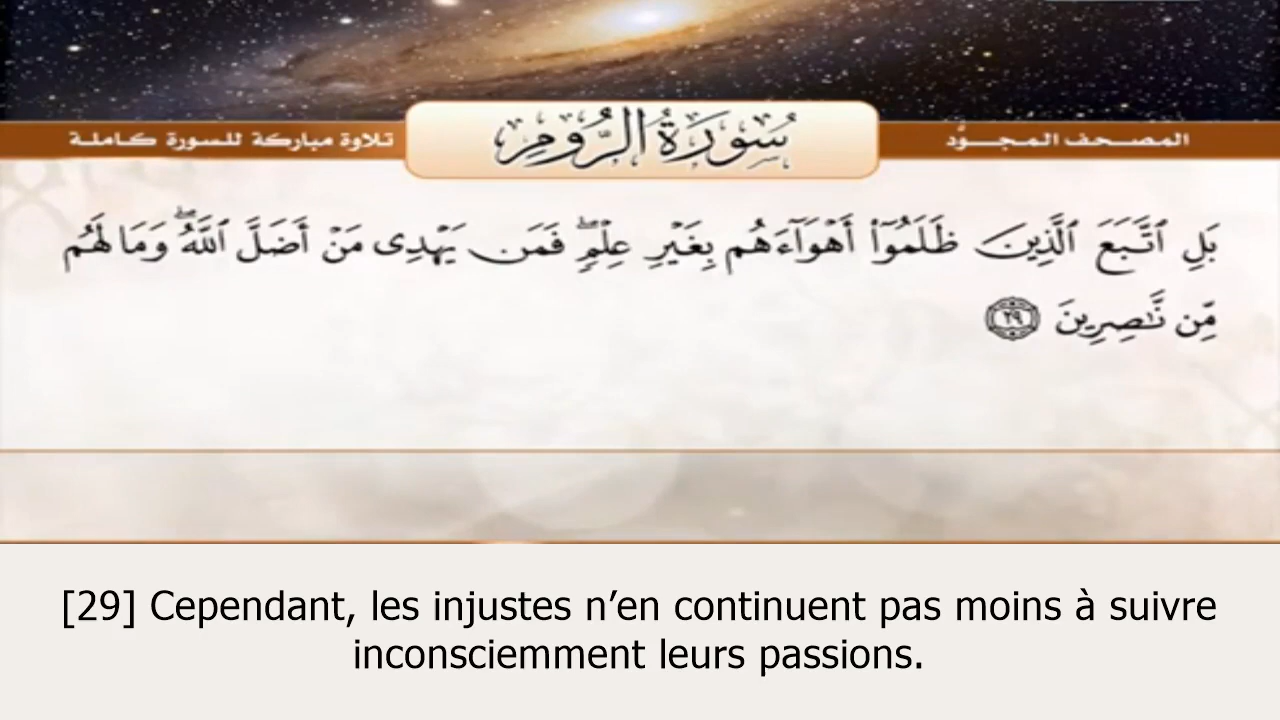 المصحف المجوَّد
سُورَةُ الرُّومِ
تلاوة مباركة للسورة كاملة
بَلِ ٱتَّبَعَ ٱلَّذِينَ ظَلَمُوٓا۟ أَهْوَآءَهُم بِغَيْرِ عِلْمٍۢ ۖ فَمَن يَهْدِى مَنْ أَضَلَّ ٱللَّهُ ۖ وَمَا لَهُم
مِّن نَّـٰصِرِينَ ٢٩
[29] Cependant, les injustes n’en continuent pas moins à suivre
inconsciemment leurs passions.